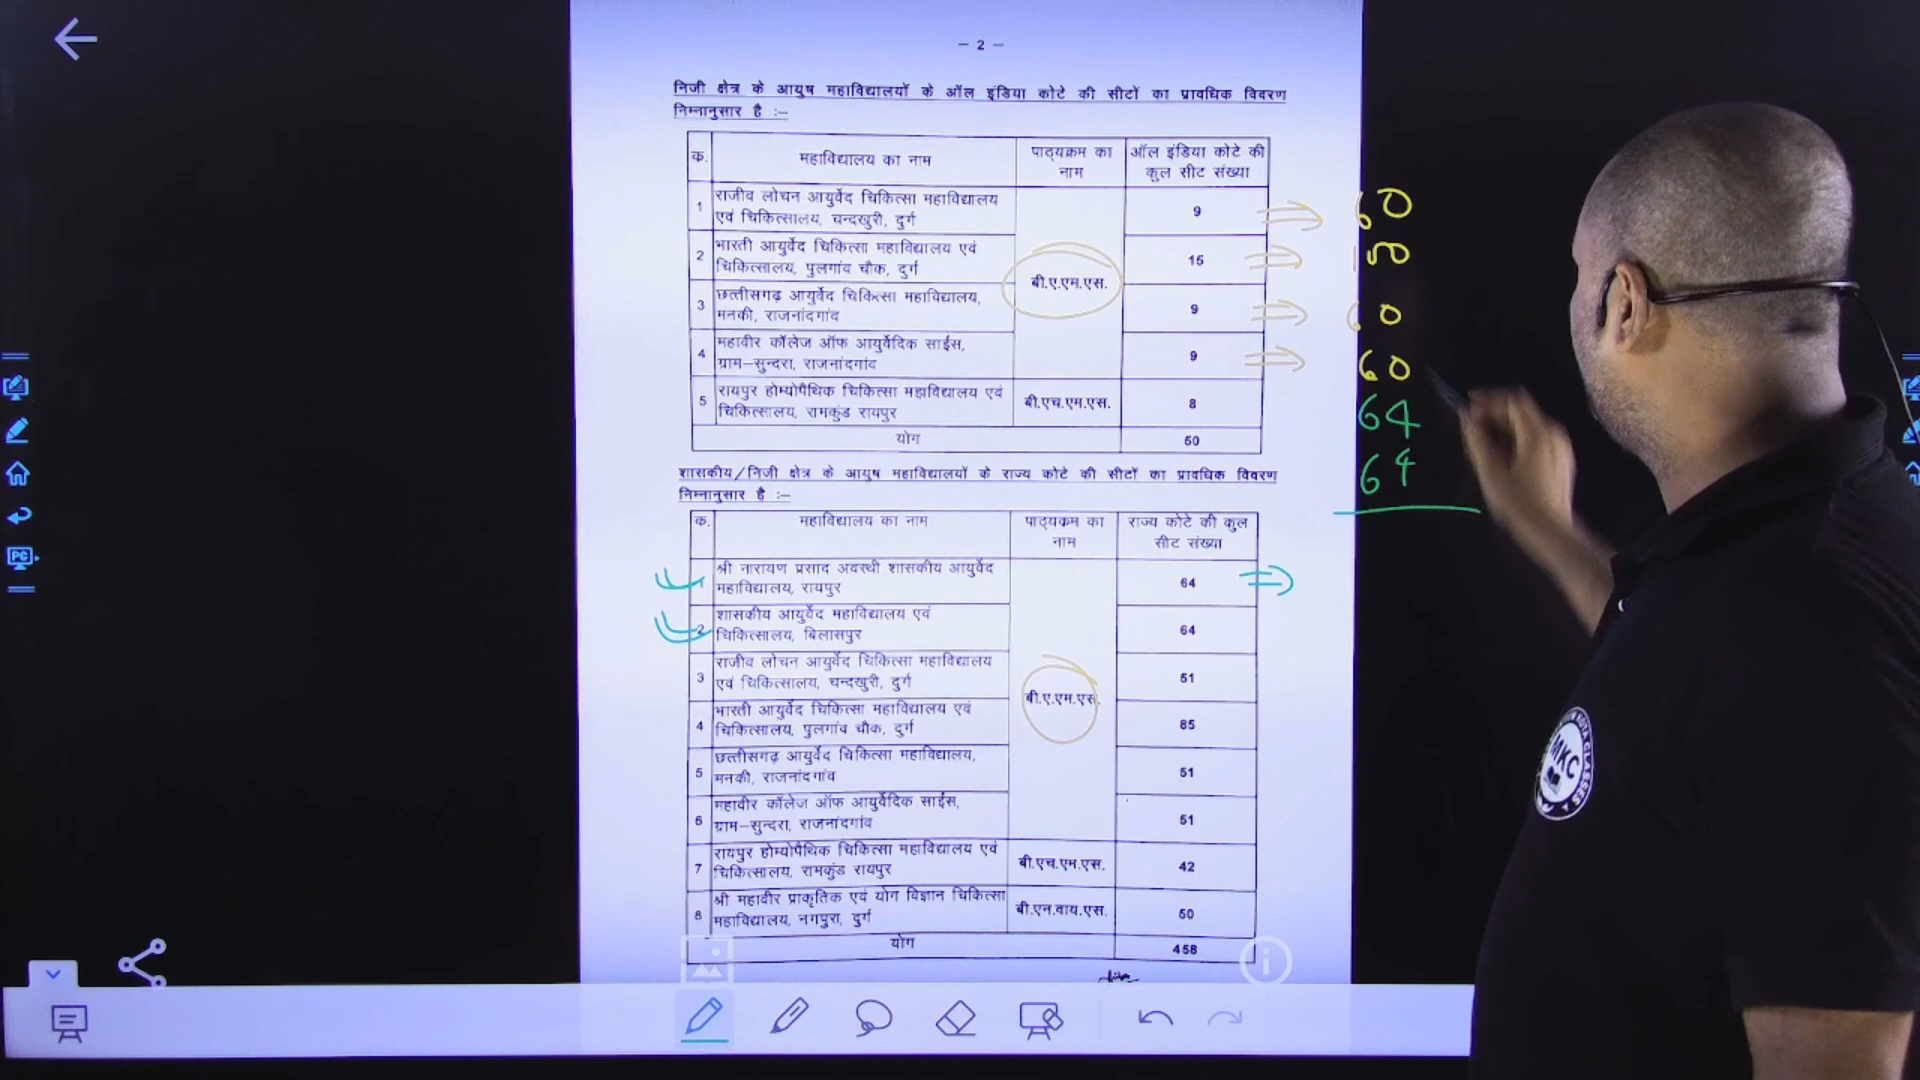 – 2 –
निजी क्षेत्र के आयुष महाविद्यालयों के ऑल इंडिया कोटे की सीटों का प्रावधिक विवरण
निम्नानुसार है :–
क. महाविद्यालय का नाम पाठ्यक्रम का नाम ऑल इंडिया कोटे की कुल सीट संख्या
1 राजीव लोचन आयुर्वेद चिकित्सा महाविद्यालय एवं चिकित्सालय, चन्दखुरी, दुर्ग 9 60
2 भारती आयुर्वेद चिकित्सा महाविद्यालय एवं चिकित्सालय, पुलगांव चौक, दुर्ग 15
बी.ए.एम.एस.
3 छत्तीसगढ़ आयुर्वेद चिकित्सा महाविद्यालय, मनकी, राजनांदगांव 9 60
4 महावीर कॉलेज ऑफ आयुर्वेदिक साईंस, ग्राम–सुन्दरा, राजनांदगांव 9 60
5 रायपुर होम्योपैथिक चिकित्सा महाविद्यालय एवं चिकित्सालय, रामकुंड रायपुर बी.एच.एम.एस. 8 64
योग 50
64
शासकीय/निजी क्षेत्र के आयुष महाविद्यालयों के राज्य कोटे की सीटों का प्रावधिक विवरण
निम्नानुसार है :–
क. महाविद्यालय का नाम पाठ्यक्रम का नाम राज्य कोटे की कुल सीट संख्या
1 श्री नारायण प्रसाद अवस्थी शासकीय आयुर्वेद महाविद्यालय, रायपुर 64
2 शासकीय आयुर्वेद महाविद्यालय एवं चिकित्सालय, बिलासपुर 64
3 राजीव लोचन आयुर्वेद चिकित्सा महाविद्यालय एवं चिकित्सालय, चन्दखुरी, दुर्ग 51
बी.ए.एम.एस.
4 भारती आयुर्वेद चिकित्सा महाविद्यालय एवं चिकित्सालय, पुलगांव चौक, दुर्ग 85
5 छत्तीसगढ़ आयुर्वेद चिकित्सा महाविद्यालय, मनकी, राजनांदगांव 51
6 महावीर कॉलेज ऑफ आयुर्वेदिक साईंस, ग्राम–सुन्दरा, राजनांदगांव 51
7 रायपुर होम्योपैथिक चिकित्सा महाविद्यालय एवं चिकित्सालय, रामकुंड रायपुर बी.एच.एम.एस. 42
8 श्री महावीर प्राकृतिक एवं योग विज्ञान चिकित्सा महाविद्यालय, नगपुरा, दुर्ग बी.एन.वाय.एस. 50
योग 458
PC
MKC